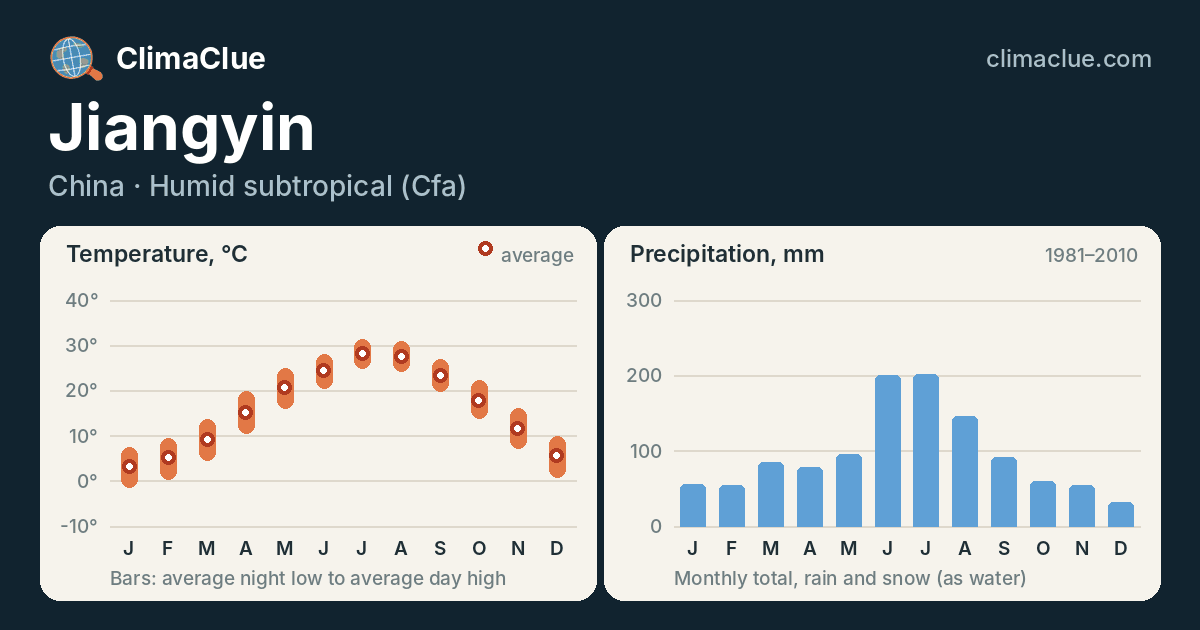 ClimaClue
climaclue.com
Jiangyin
China · Humid subtropical (Cfa)
Temperature, °C
average
40°
30°
20°
10°
0°
-10°
J F M A M J J A S O N D
Bars: average night low to average day high
Precipitation, mm
1981–2010
300
200
100
0
J F M A M J J A S O N D
Monthly total, rain and snow (as water)